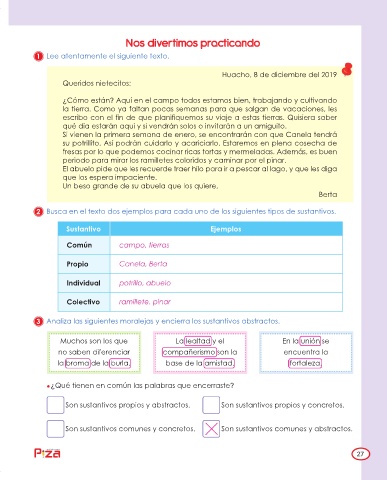 Nos divertimos practicando
1 Lee atentamente el siguiente texto.
Huacho, 8 de diciembre del 2019
Queridos nietecitos:
¿Cómo están? Aquí en el campo todos estamos bien, trabajando y cultivando
la tierra. Como ya faltan pocas semanas para que salgan de vacaciones, les
escribo con el fin de que planifiquemos su viaje a estas tierras. Quisiera saber
qué día estarán aquí y si vendrán solos o invitarán a un amiguito.
Si vienen la primera semana de enero, se encontrarán con que Canela tendrá
su potrillito. Así podrán cuidarlo y acariciarlo. Estaremos en plena cosecha de
fresas por lo que podemos cocinar ricas tortas y mermeladas. Además, es buen
periodo para mirar los ramilletes coloridos y caminar por el pinar.
El abuelo pide que les recuerde traer hilo para ir a pescar al lago, y que les diga
que los espera impaciente.
Un beso grande de su abuela que los quiere.
Berta
2 Busca en el texto dos ejemplos para cada uno de los siguientes tipos de sustantivos.
Sustantivo Ejemplos
Común campo, tierras
Propio Canela, Berta
Individual potrillo, abuelo
Colectivo ramillete, pinar
3 Analiza las siguientes moralejas y encierra los sustantivos abstractos.
Muchos son los que
no saben diferenciar
la broma de la burla.
La lealtad y el
compañerismo son la
base de la amistad.
En la unión se
encuentra la
fortaleza.
• ¿Qué tienen en común las palabras que encerraste?
Son sustantivos propios y abstractos. Son sustantivos propios y concretos.
Son sustantivos comunes y concretos. Son sustantivos comunes y abstractos.
P:za
27